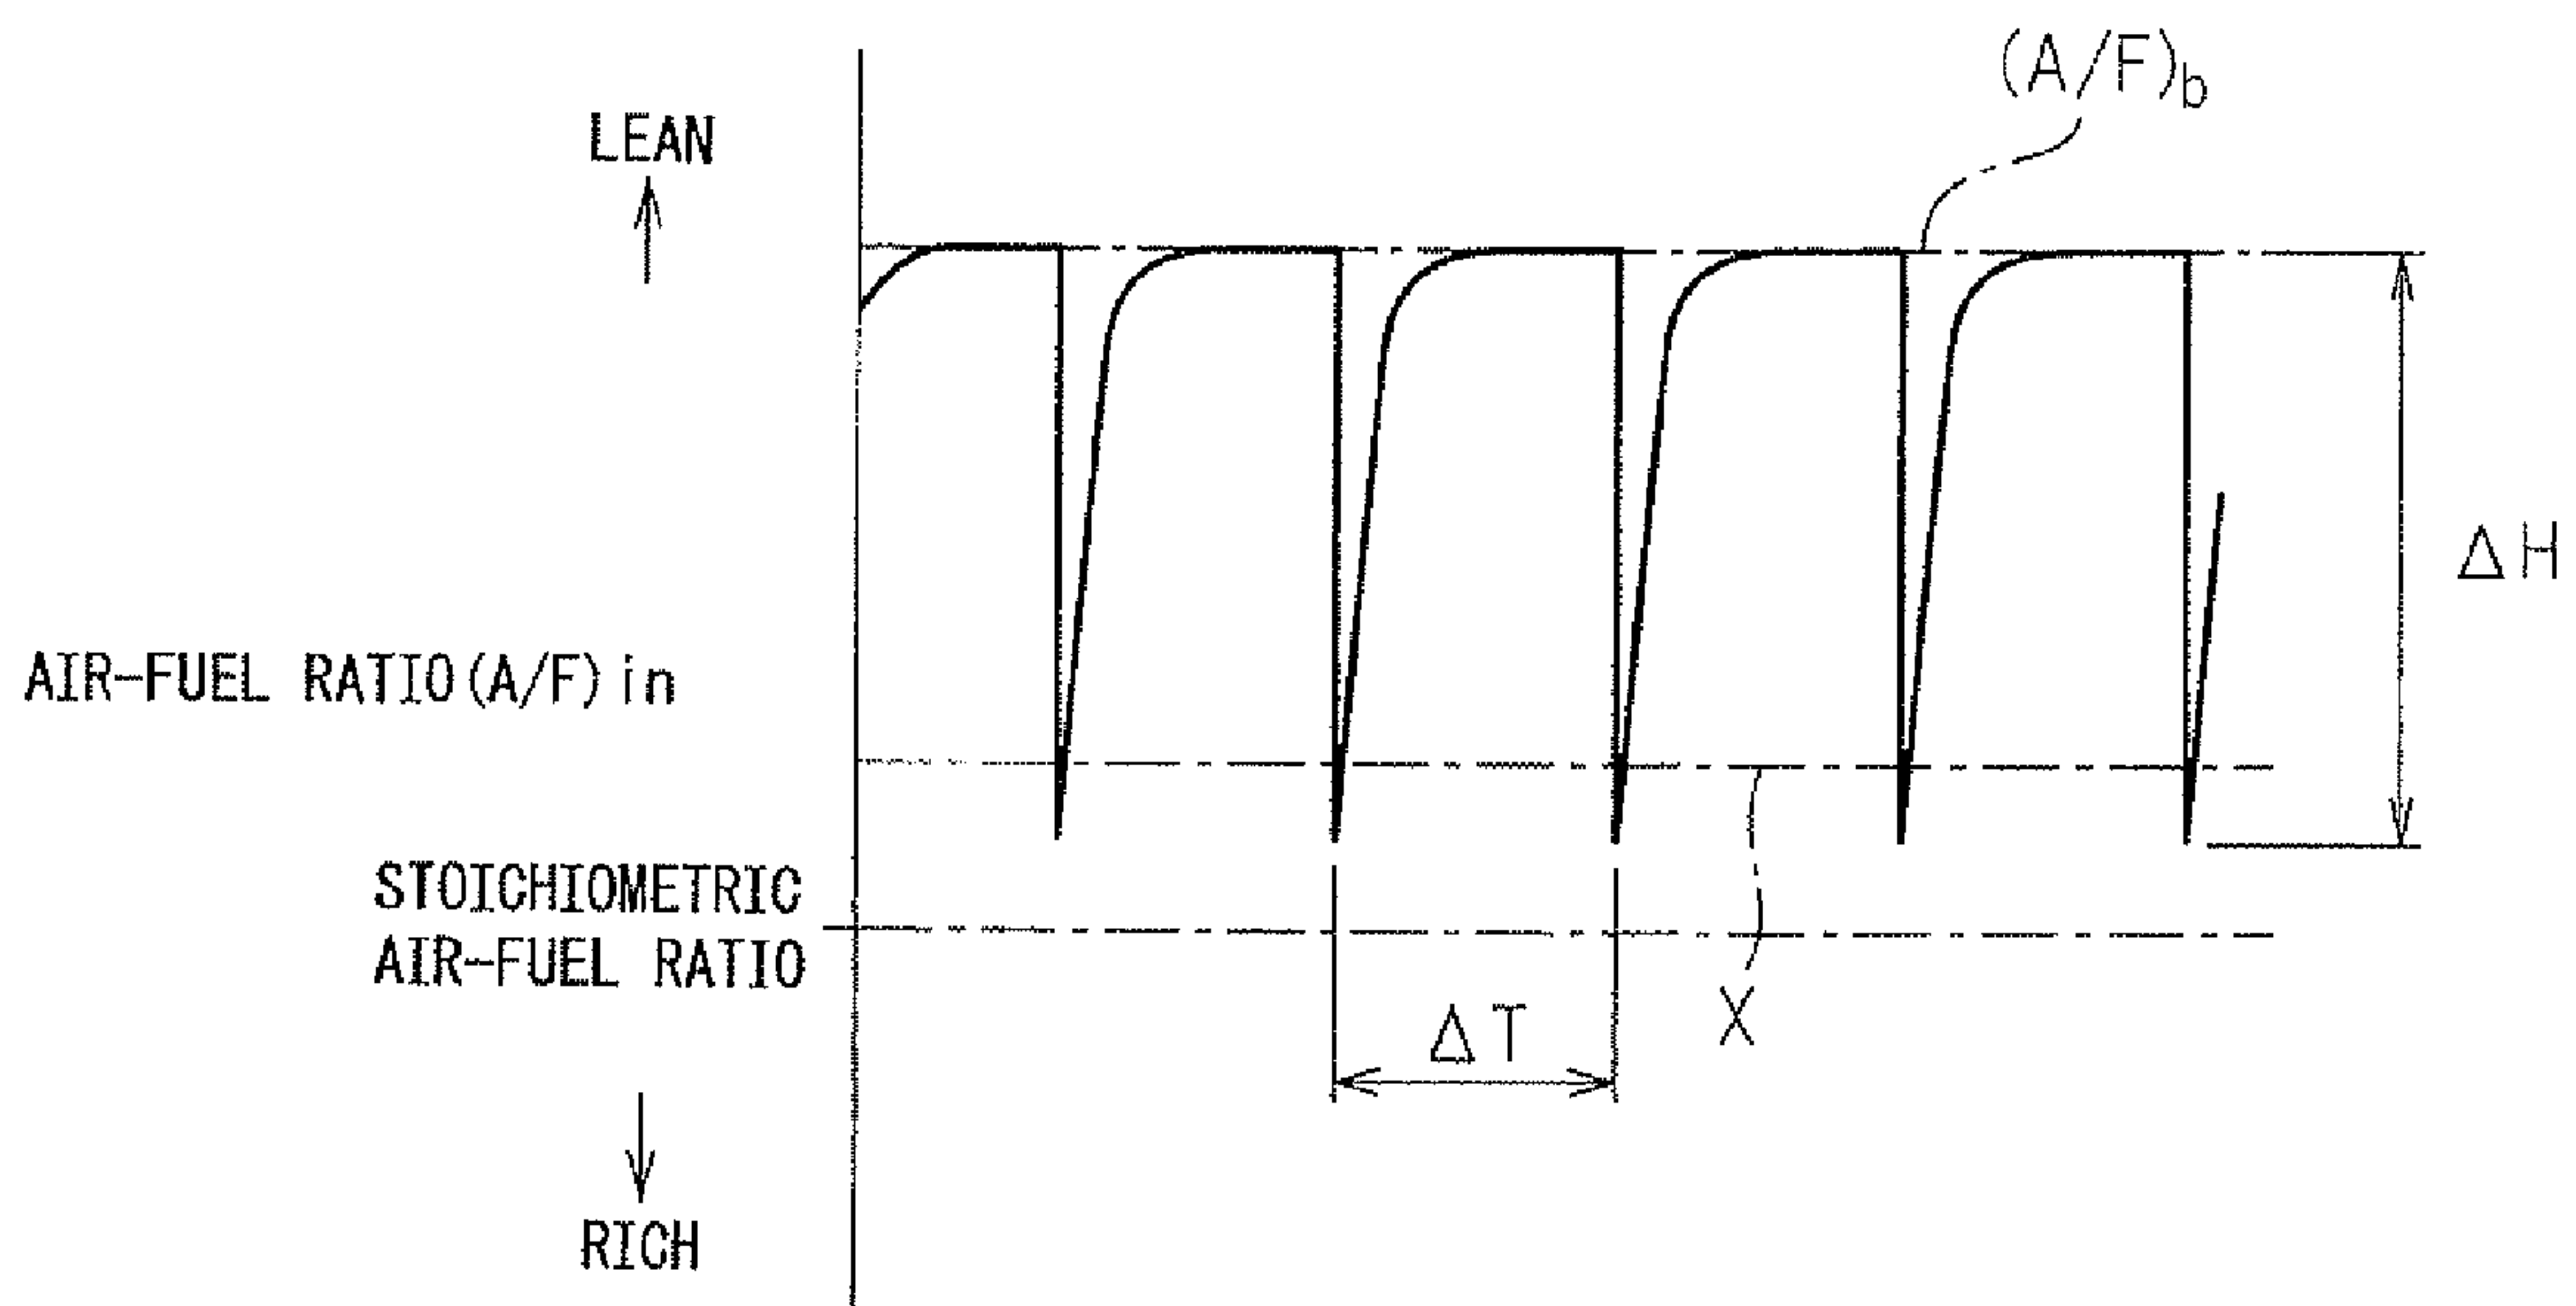 (A/F)b
LEAN
ΔH
AIR-FUEL RATIO(A/F)in
STOICHIOMETRIC
AIR-FUEL RATIO
X
ΔT
RICH